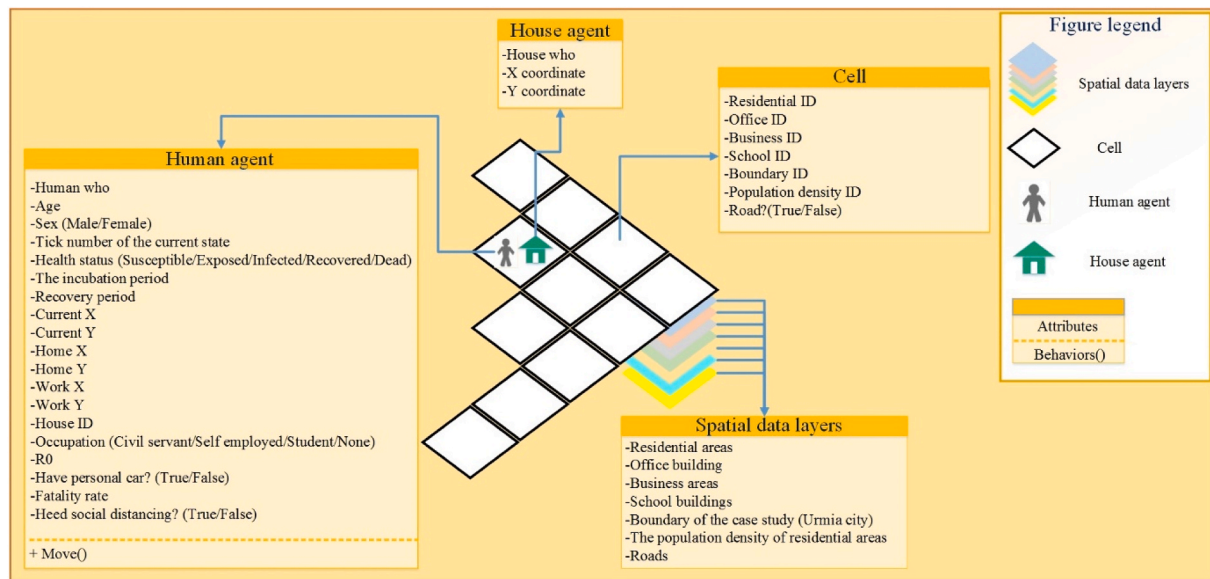 House agent
-House who
-X coordinate
-Y coordinate
Cell
-Residential ID
-Office ID
-Business ID
-School ID
-Boundary ID
-Population density ID
-Road?(True/False)
Human agent
-Human who
-Age
-Sex (Male/Female)
-Tick number of the current state
-Health status (Susceptible/Exposed/Infected/Recovered/Dead)
-The incubation period
-Recovery period
-Current X
-Current Y
-Home X
-Home Y
-Work X
-Work Y
-House ID
-Occupation (Civil servant/Self employed/Student/None)
-R0
-Have personal car? (True/False)
-Fatality rate
-Heed social distancing? (True/False)
+ Move()
Spatial data layers
-Residential areas
-Office building
-Business areas
-School buildings
-Boundary of the case study (Urmia city)
-The population density of residential areas
-Roads
Figure legend
Spatial data layers
Cell
Human agent
House agent
Attributes
Behaviors()